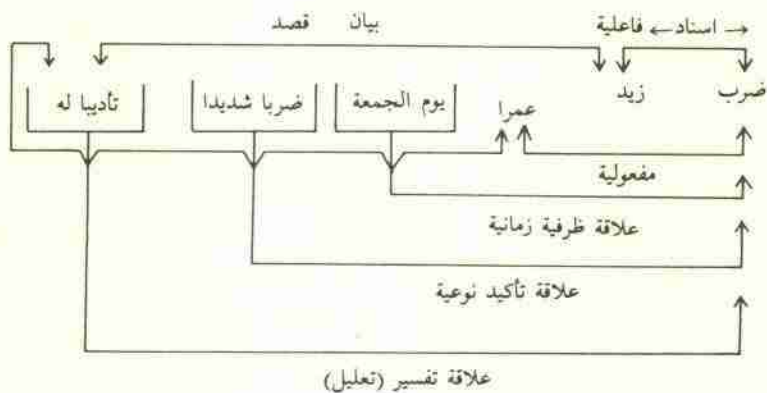 ← اسناد → فاعلية
بيان قصد
ضرب زيد عمرا يوم الجمعة ضربا شديدا تأديبا له
مفعولية
علاقة ظرفية زمانية
علاقة تأكيد نوعية
علاقة تفسير (تعليل)